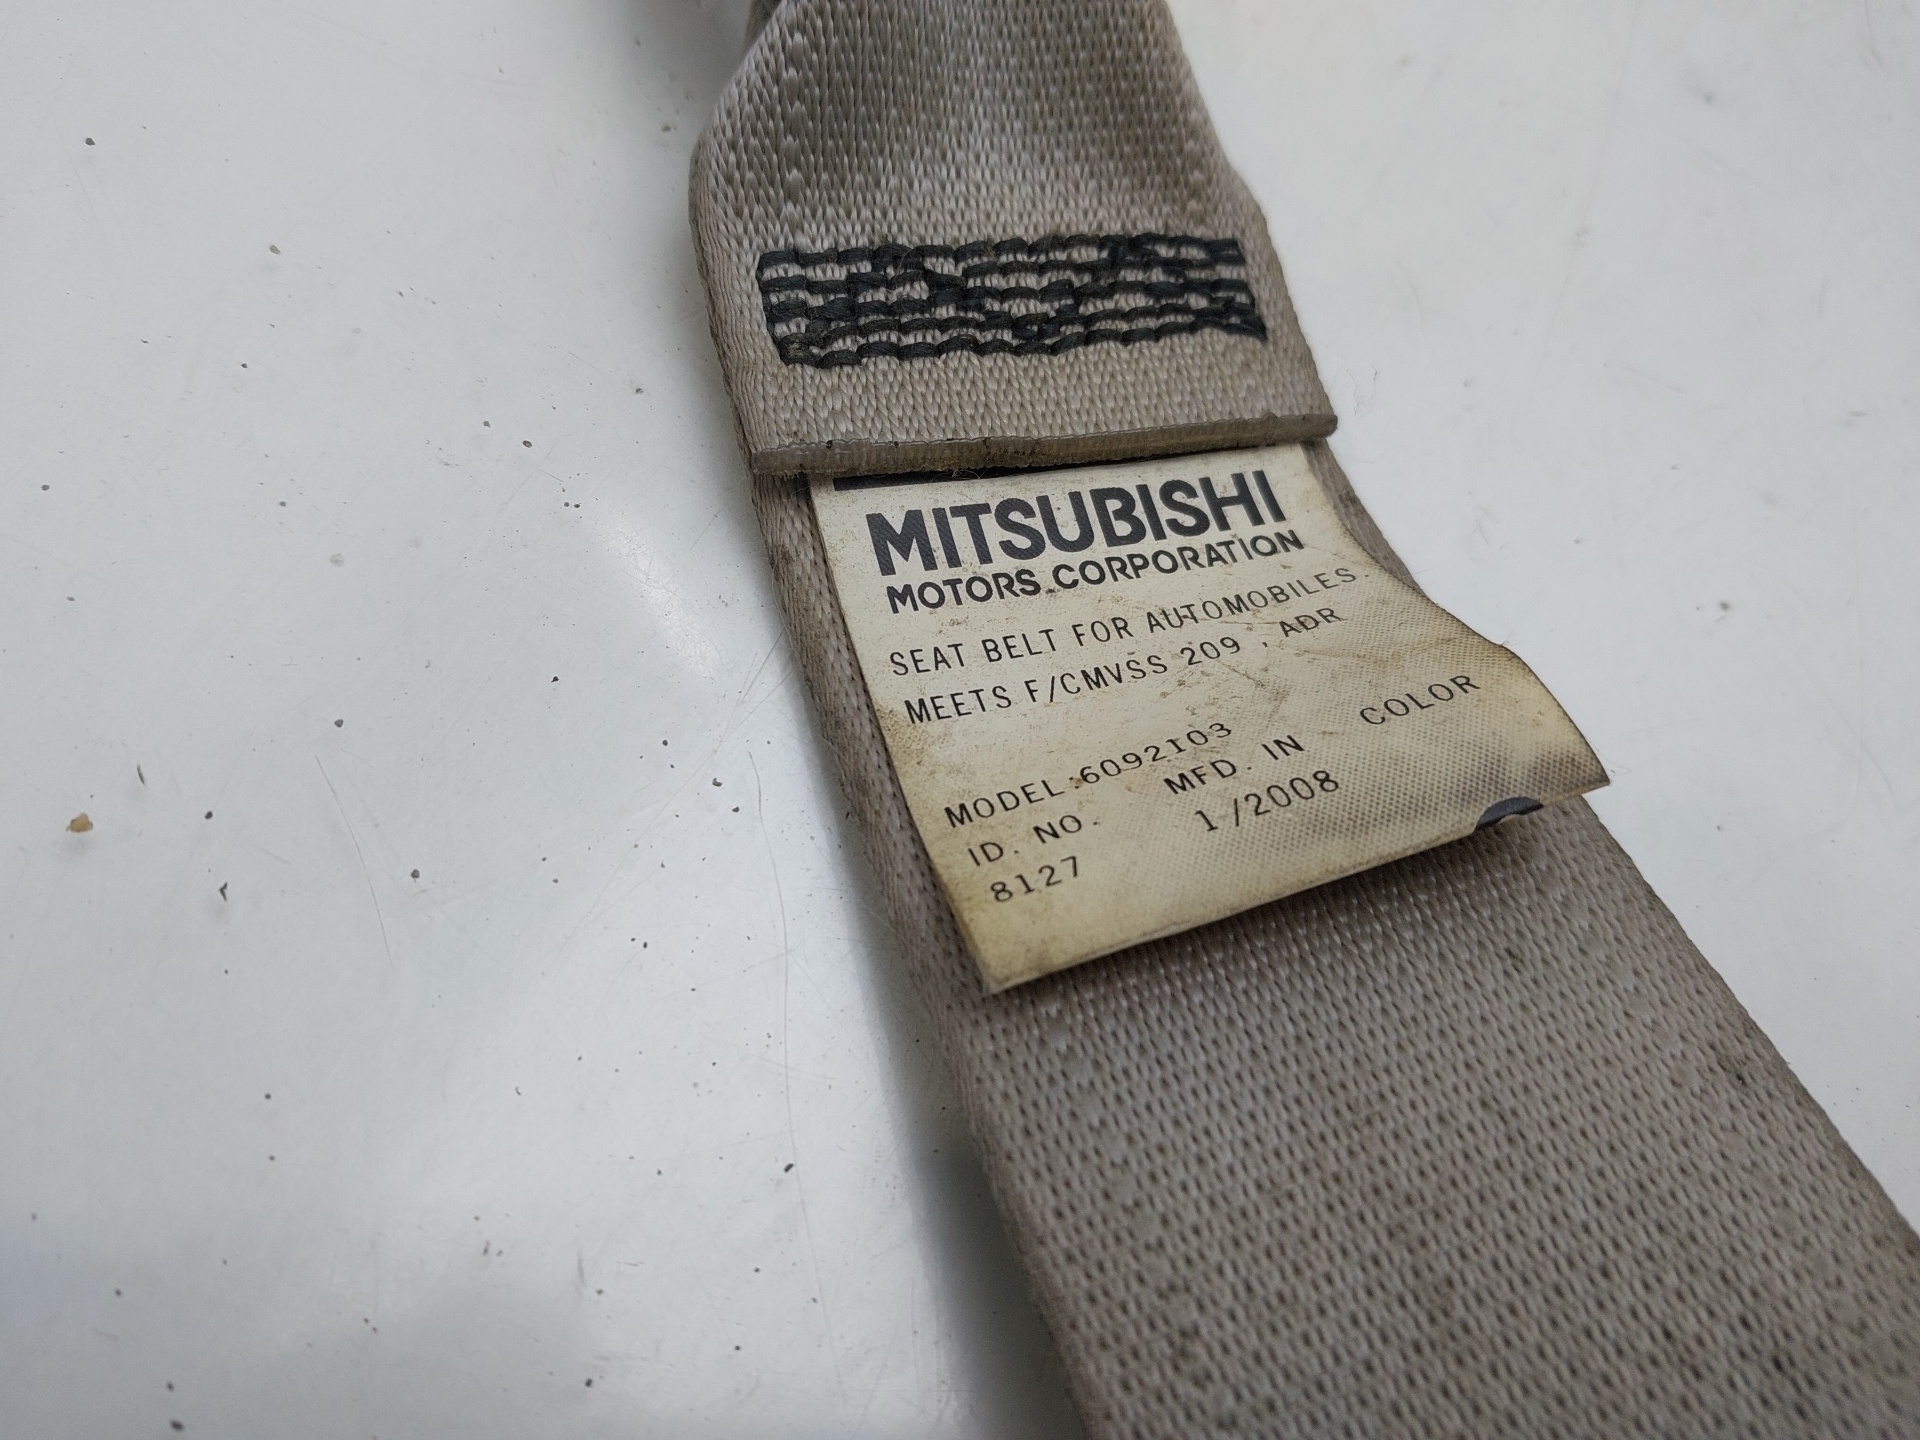 MITSUBISHI
MOTORS CORPORATION
SEAT BELT FOR AUTOMOBILES.
MEETS F/CMVSS 209 , ADR
MODEL:6092103
ID. NO. MFD. IN COLOR
8127 1/2008